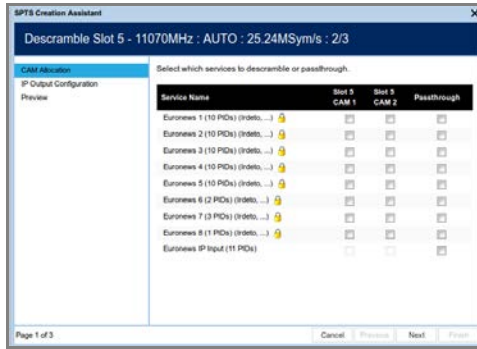 SPTS Creation Assistant
Descramble Slot 5 - 11070MHz : AUTO : 25.24MSym/s : 2/3
CAM Allocation
IP Output Configuration
Preview
Select which services to descramble or passthrough.
Service Name Slot 5 CAM 1 Slot 5 CAM 2 Passthrough
Euronews 1 (10 PIDs) (Irdeto, ...)
Euronews 2 (10 PIDs) (Irdeto, ...)
Euronews 3 (10 PIDs) (Irdeto, ...)
Euronews 4 (10 PIDs) (Irdeto, ...)
Euronews 5 (10 PIDs) (Irdeto, ...)
Euronews 6 (2 PIDs) (Irdeto, ...)
Euronews 7 (3 PIDs) (Irdeto, ...)
Euronews 8 (1 PIDs) (Irdeto, ...)
Euronews IP Input (11 PIDs)
Page 1 of 3 Cancel Previous Next Finish